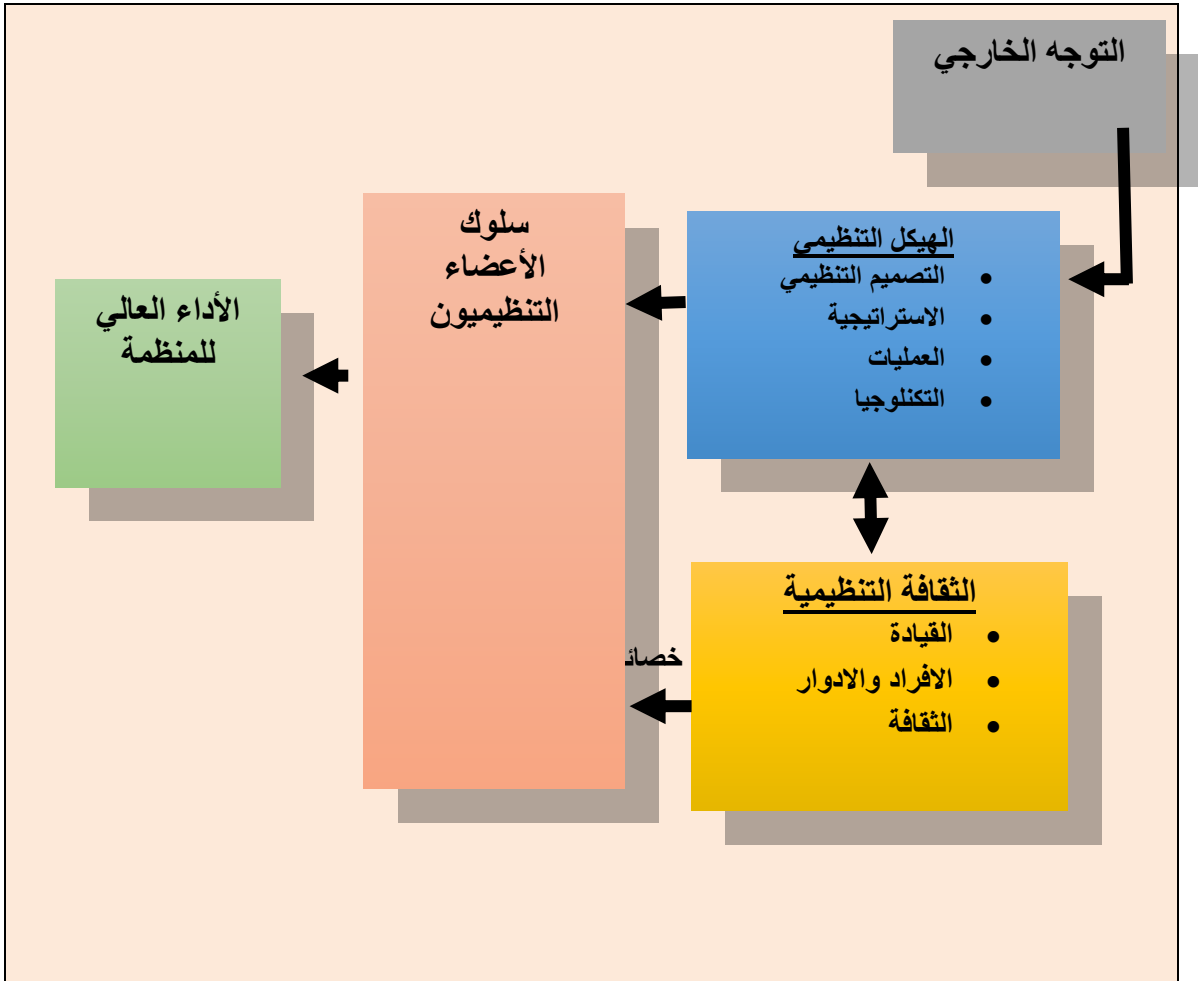 التوجه الخارجي
الهيكل التنظيمي
• التصميم التنظيمي
• الاستراتيجية
• العمليات
• التكنلوجيا
سلوك
الأعضاء
التنظيميون
الأداء العالي
للمنظمة
الثقافة التنظيمية
• القيادة
• الافراد والادوار
• الثقافة